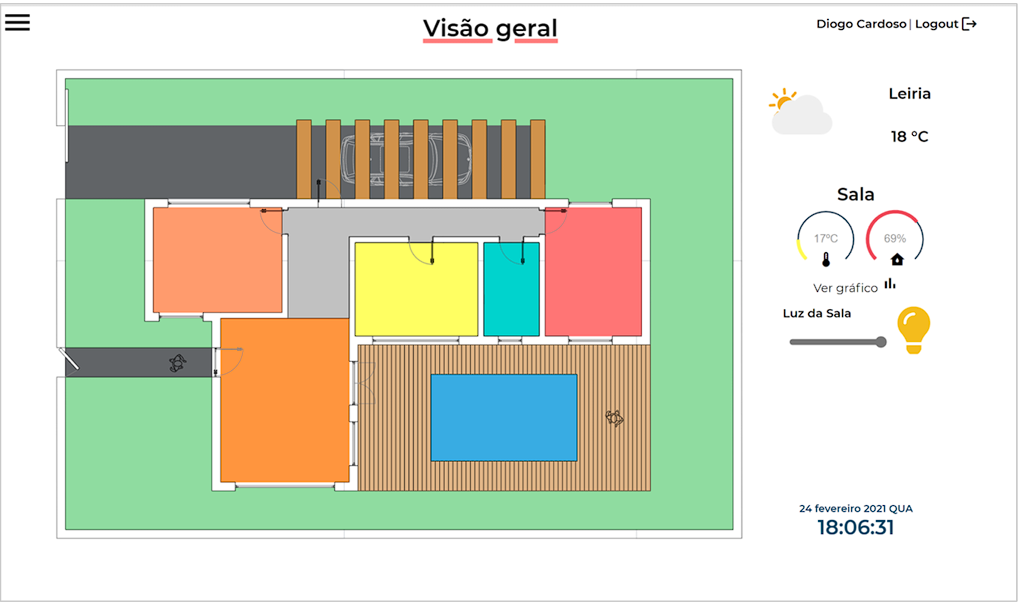 Visão geral
Diogo Cardoso | Logout
Leiria
18 °C
Sala
17ºC
69%
Ver gráfico
Luz da Sala
24 fevereiro 2021 QUA
18:06:31